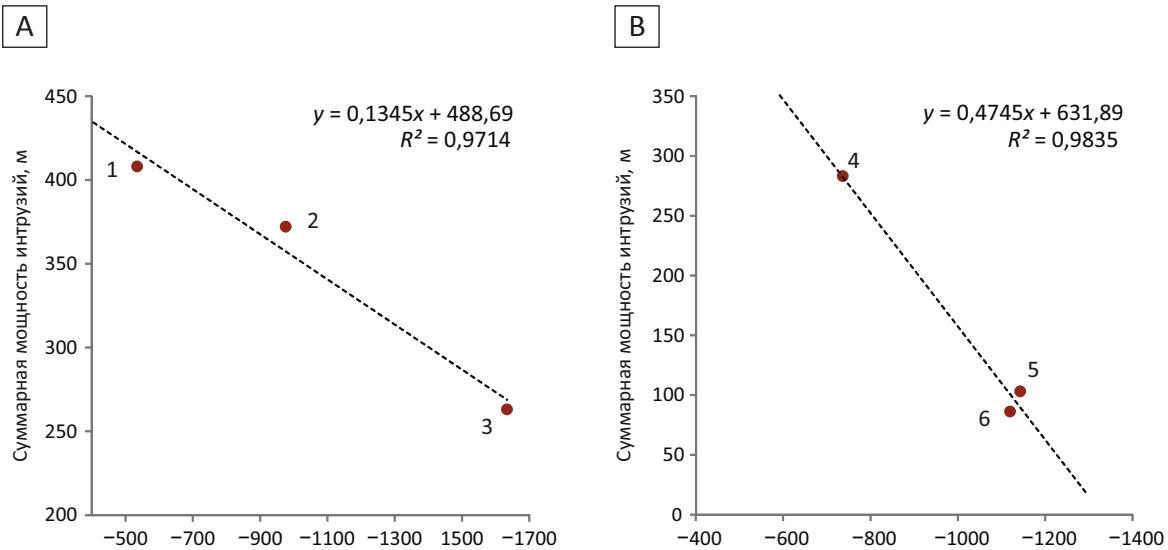 A
Суммарная мощность интрузий, м
450
400
350
300
250
200
y = 0,1345x + 488,69
R² = 0,9714
1
2
3
−500 −700 −900 −1100 −1300 −1500 −1700
B
Суммарная мощность интрузий, м
350
300
250
200
150
100
50
0
y = 0,4745x + 631,89
R² = 0,9835
4
5
6
−400 −600 −800 −1000 −1200 −1400